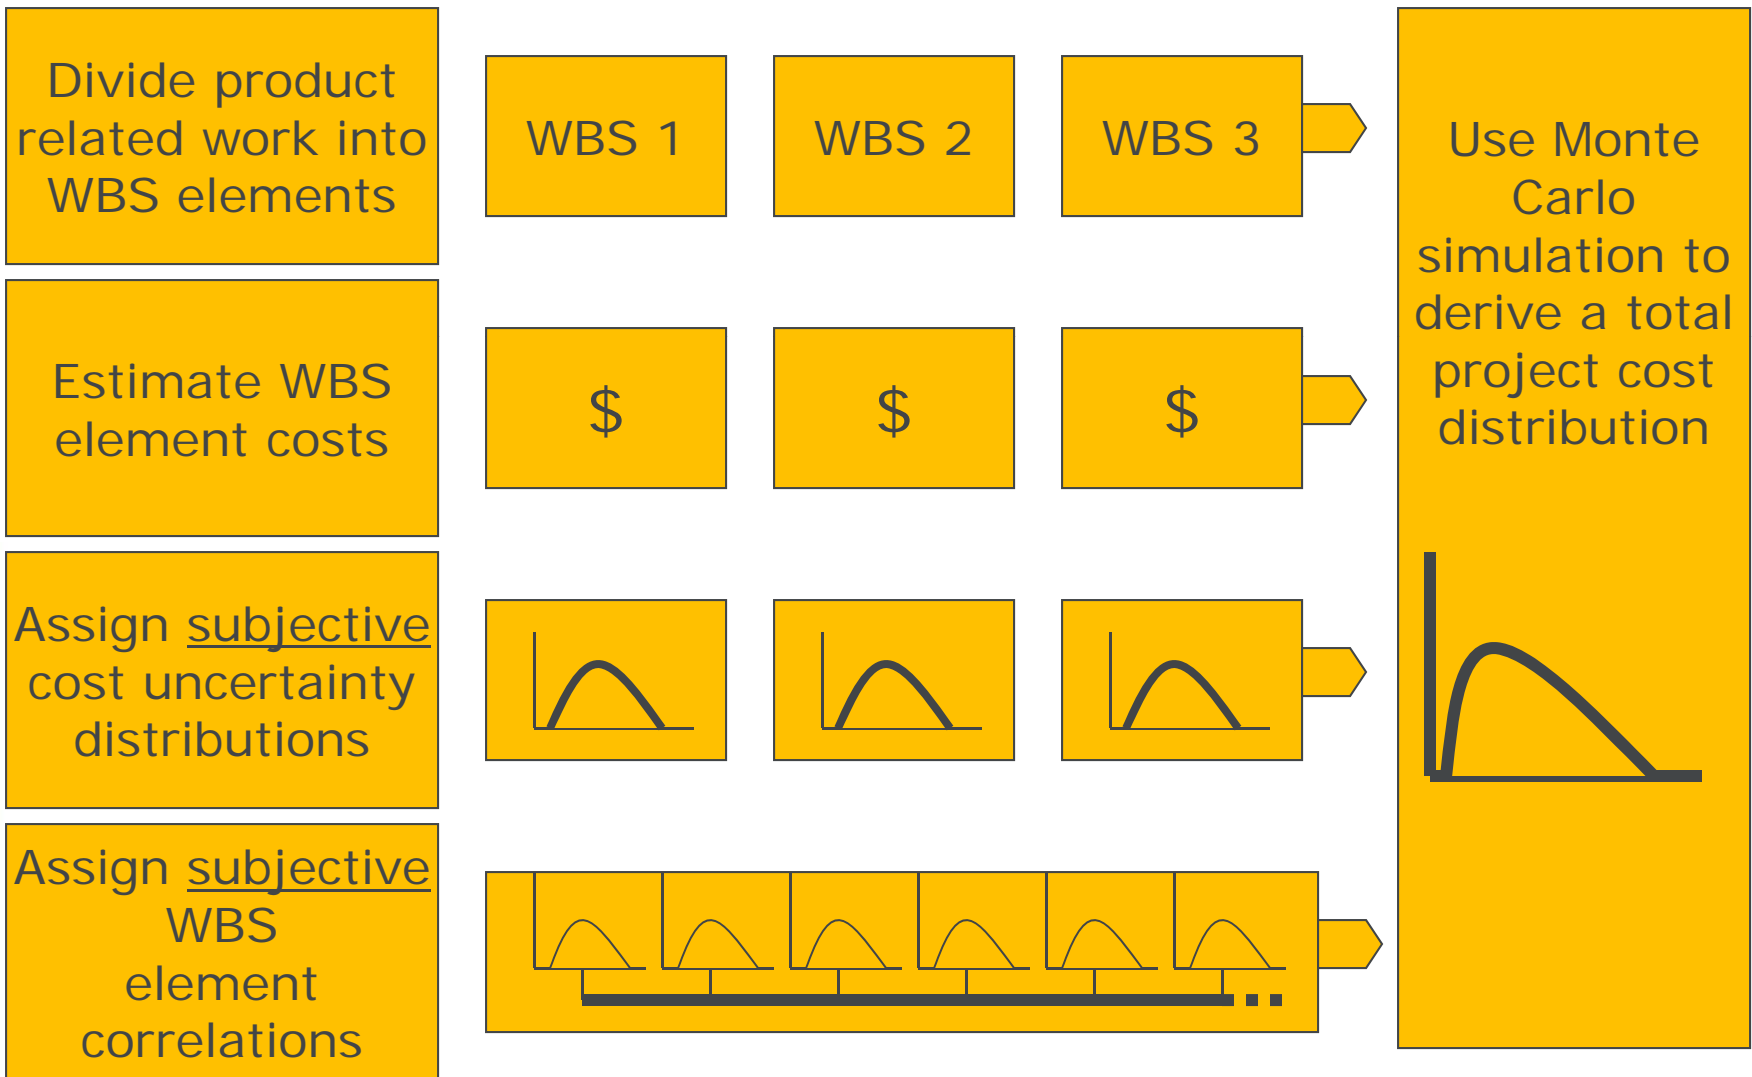 Divide product
related work into
WBS elements
WBS 1
WBS 2
WBS 3
Estimate WBS
element costs
$
$
$
Assign subjective
cost uncertainty
distributions
Assign subjective
WBS
element
correlations
Use Monte
Carlo
simulation to
derive a total
project cost
distribution